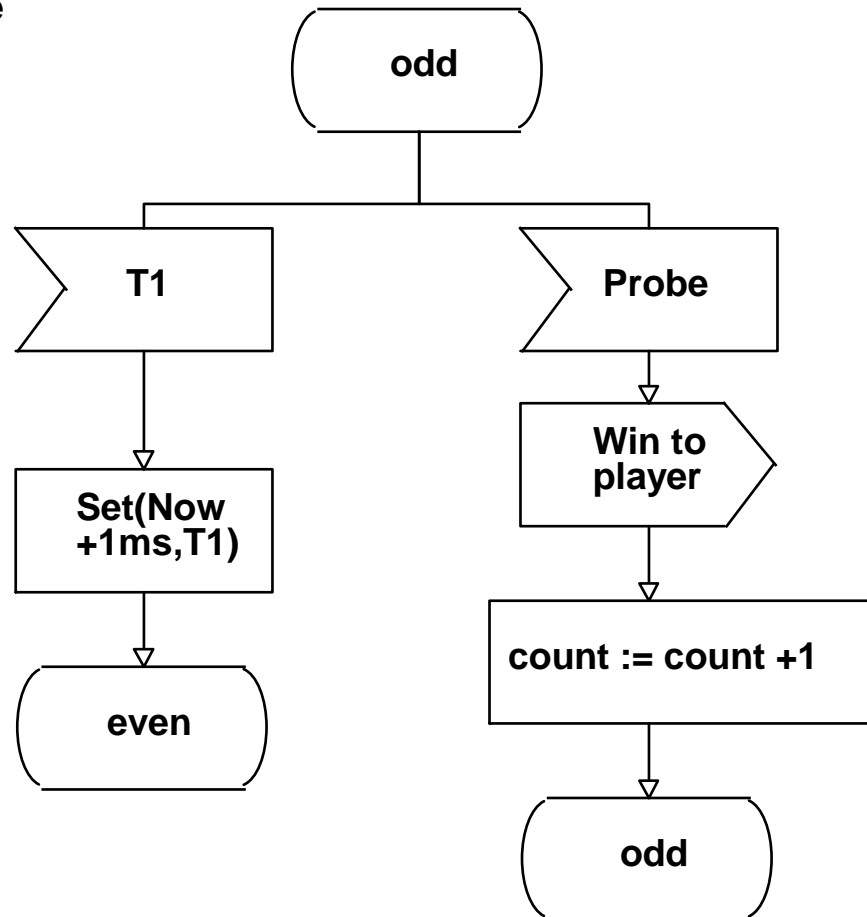 e
odd
T1
Probe
Win to
player
Set(Now
+1ms,T1)
count := count +1
even
odd